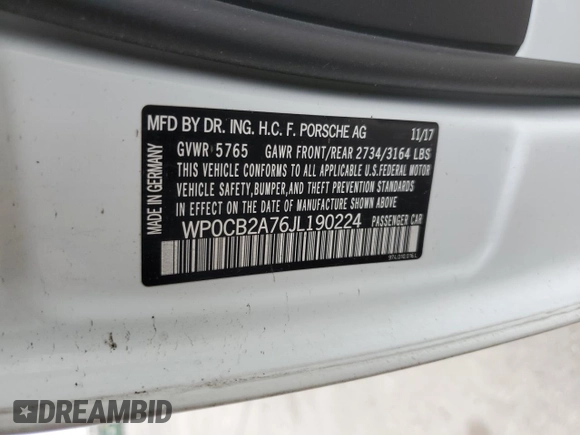 MFD BY DR. ING. H.C. F. PORSCHE AG 11/17
GVWR 5765 GAWR FRONT/REAR 2734/3164 LBS
THIS VEHICLE CONFORMS TO ALL APPLICABLE U.S.FEDERAL MOTOR
VEHICLE SAFETY,BUMPER,AND THEFT PREVENTION STANDARDS
IN EFFECT ON THE DATE OF MANUFACTURE SHOWN ABOVE.
WP0CB2A76JL190224 PASSENGER CAR
MADE IN GERMANY
DREAMBID